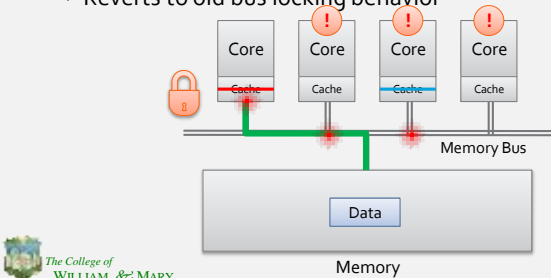 Reverts to old bus locking behavior
! ! !
Core Core Core Core
Cache Cache Cache Cache
Memory Bus
Data
Memory
The College of
WILLIAM & MARY